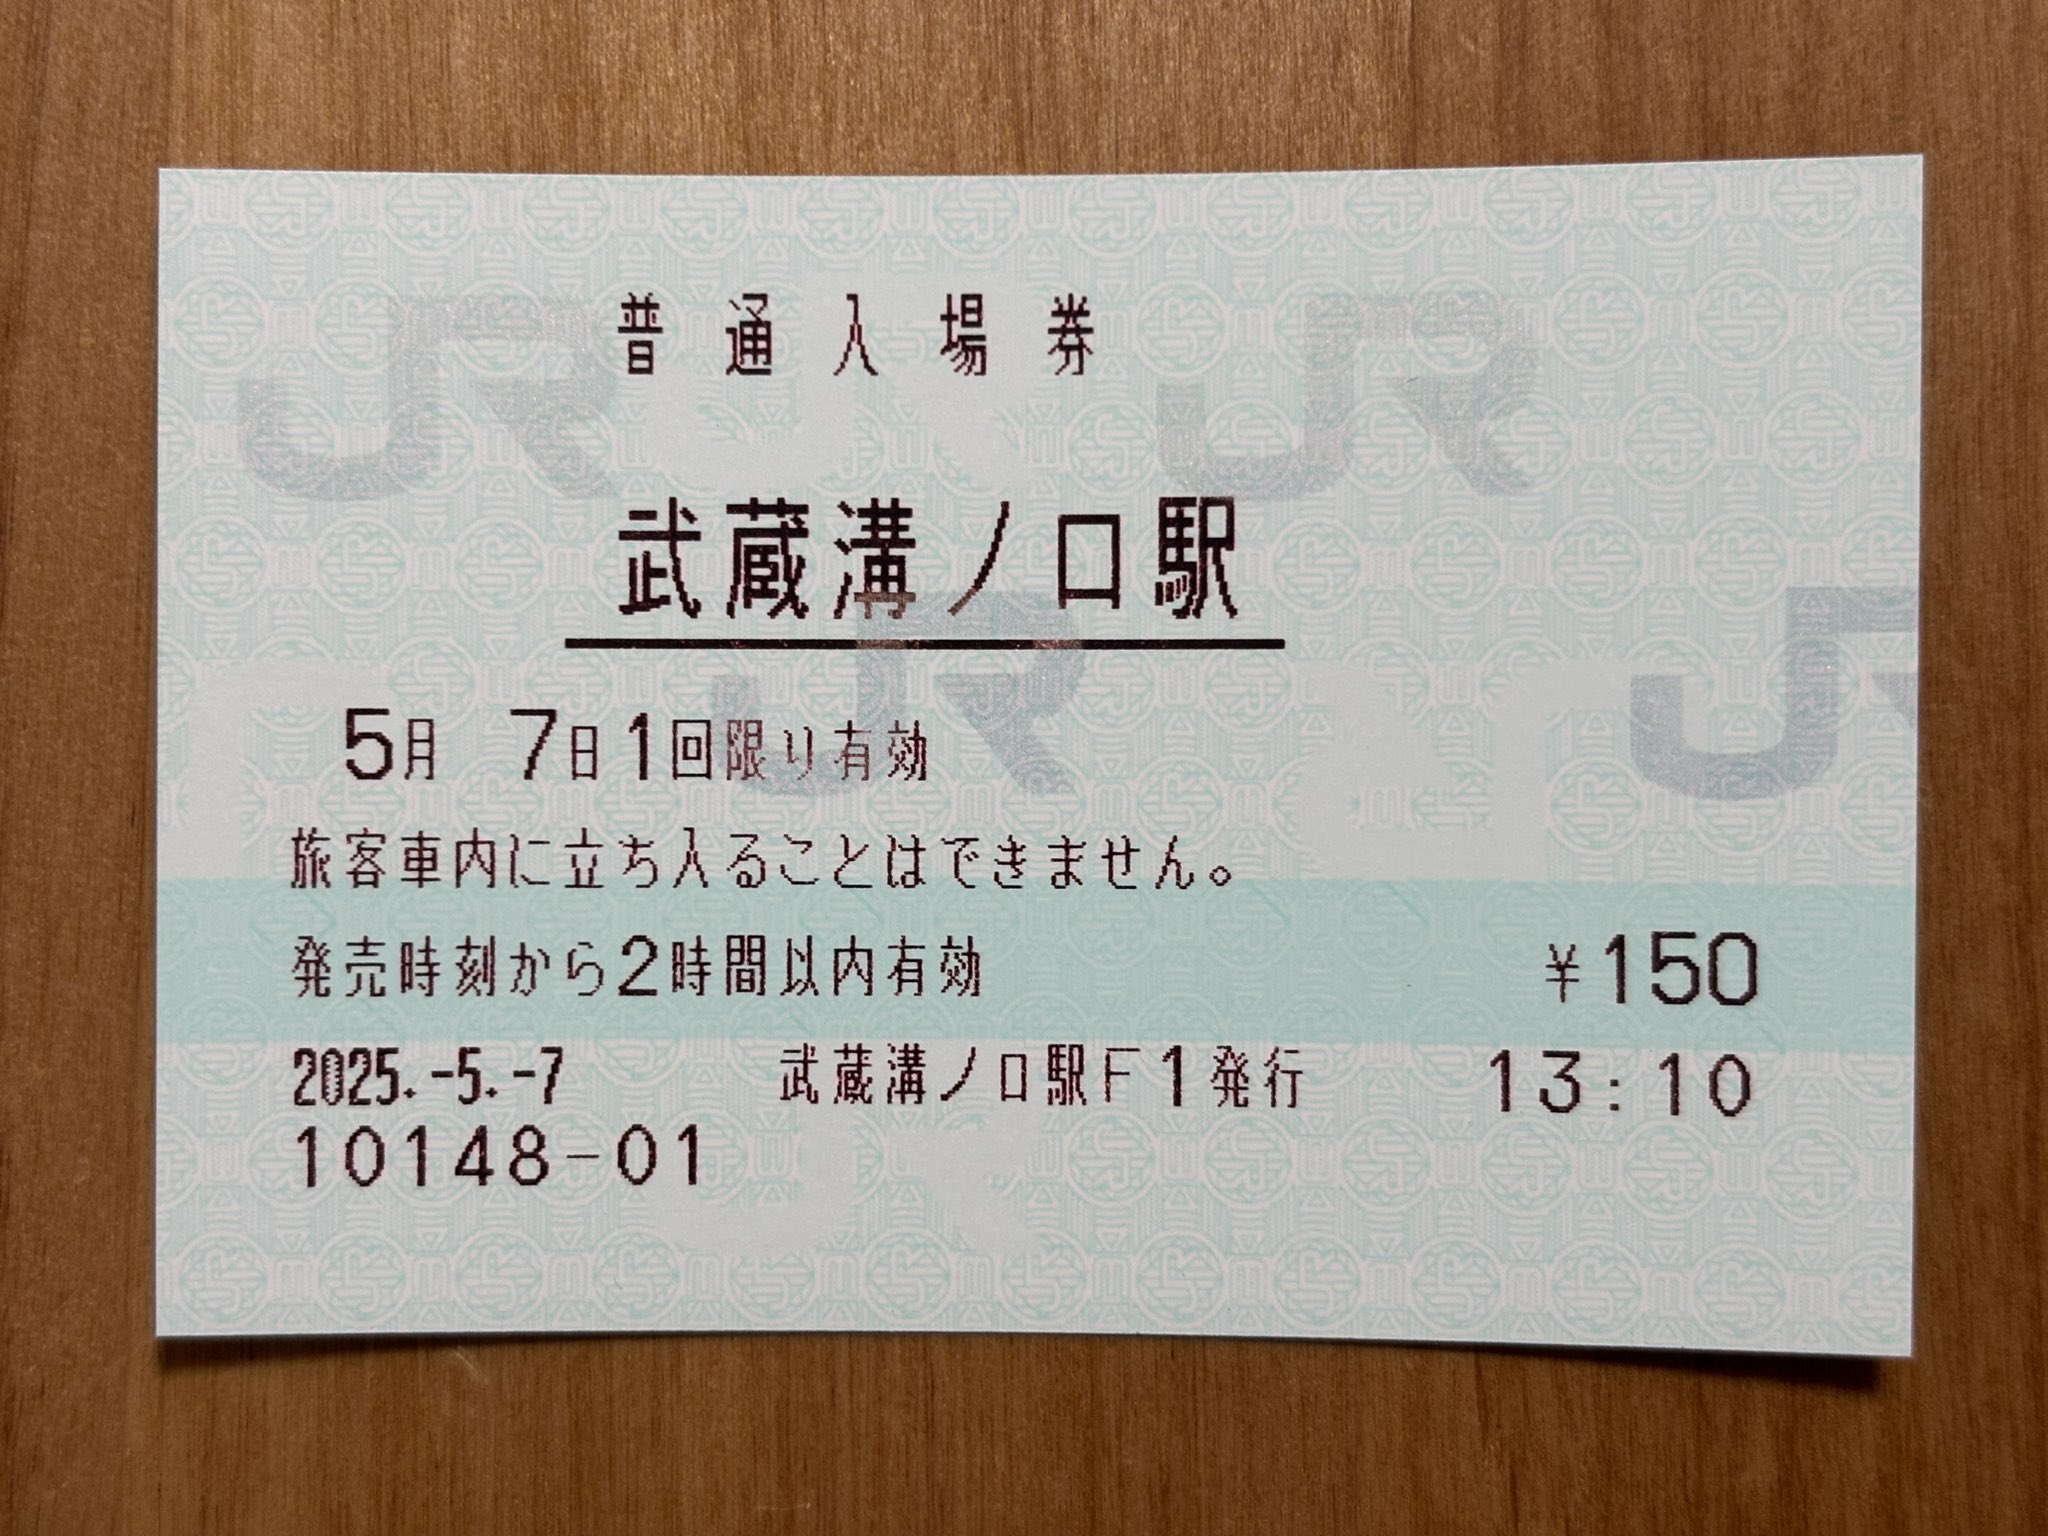 普通入場券
武蔵溝ノ口駅
5月 7日1回限り有効
旅客車内に立ち入ることはできません。
発売時刻から2時間以内有効 ¥150
2025.-5.-7 武蔵溝ノ口駅F1発行 13:10
10148-01